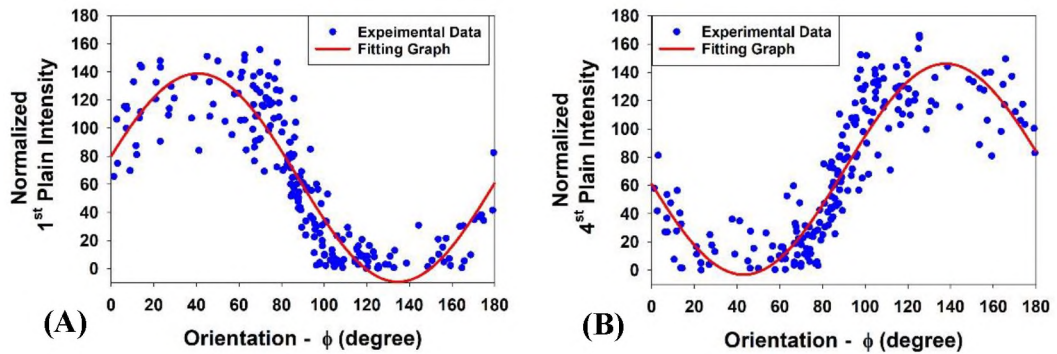 180
160
140
120
100
80
60
40
20
0
Normalized
1st Plain Intensity
Expeimental Data
Fitting Graph
0 20 40 60 80 100 120 140 160 180
(A)
Orientation - ϕ (degree)
180
160
140
120
100
80
60
40
20
0
Normalized
4st Plain Intensity
Experimental Data
Fitting Graph
0 20 40 60 80 100 120 140 160 180
(B)
Orientation - ϕ (degree)